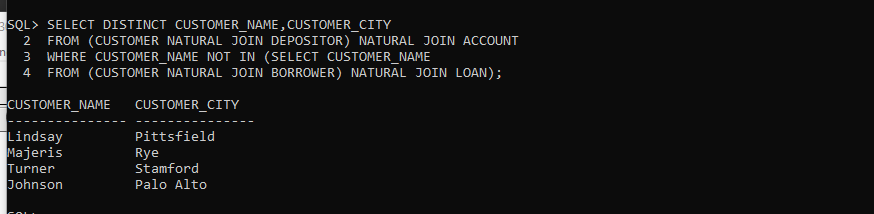 SQL> SELECT DISTINCT CUSTOMER_NAME,CUSTOMER_CITY
2 FROM (CUSTOMER NATURAL JOIN DEPOSITOR) NATURAL JOIN ACCOUNT
3 WHERE CUSTOMER_NAME NOT IN (SELECT CUSTOMER_NAME
4 FROM (CUSTOMER NATURAL JOIN BORROWER) NATURAL JOIN LOAN);
CUSTOMER_NAME CUSTOMER_CITY
--------------- ---------------
Lindsay Pittsfield
Majeris Rye
Turner Stamford
Johnson Palo Alto